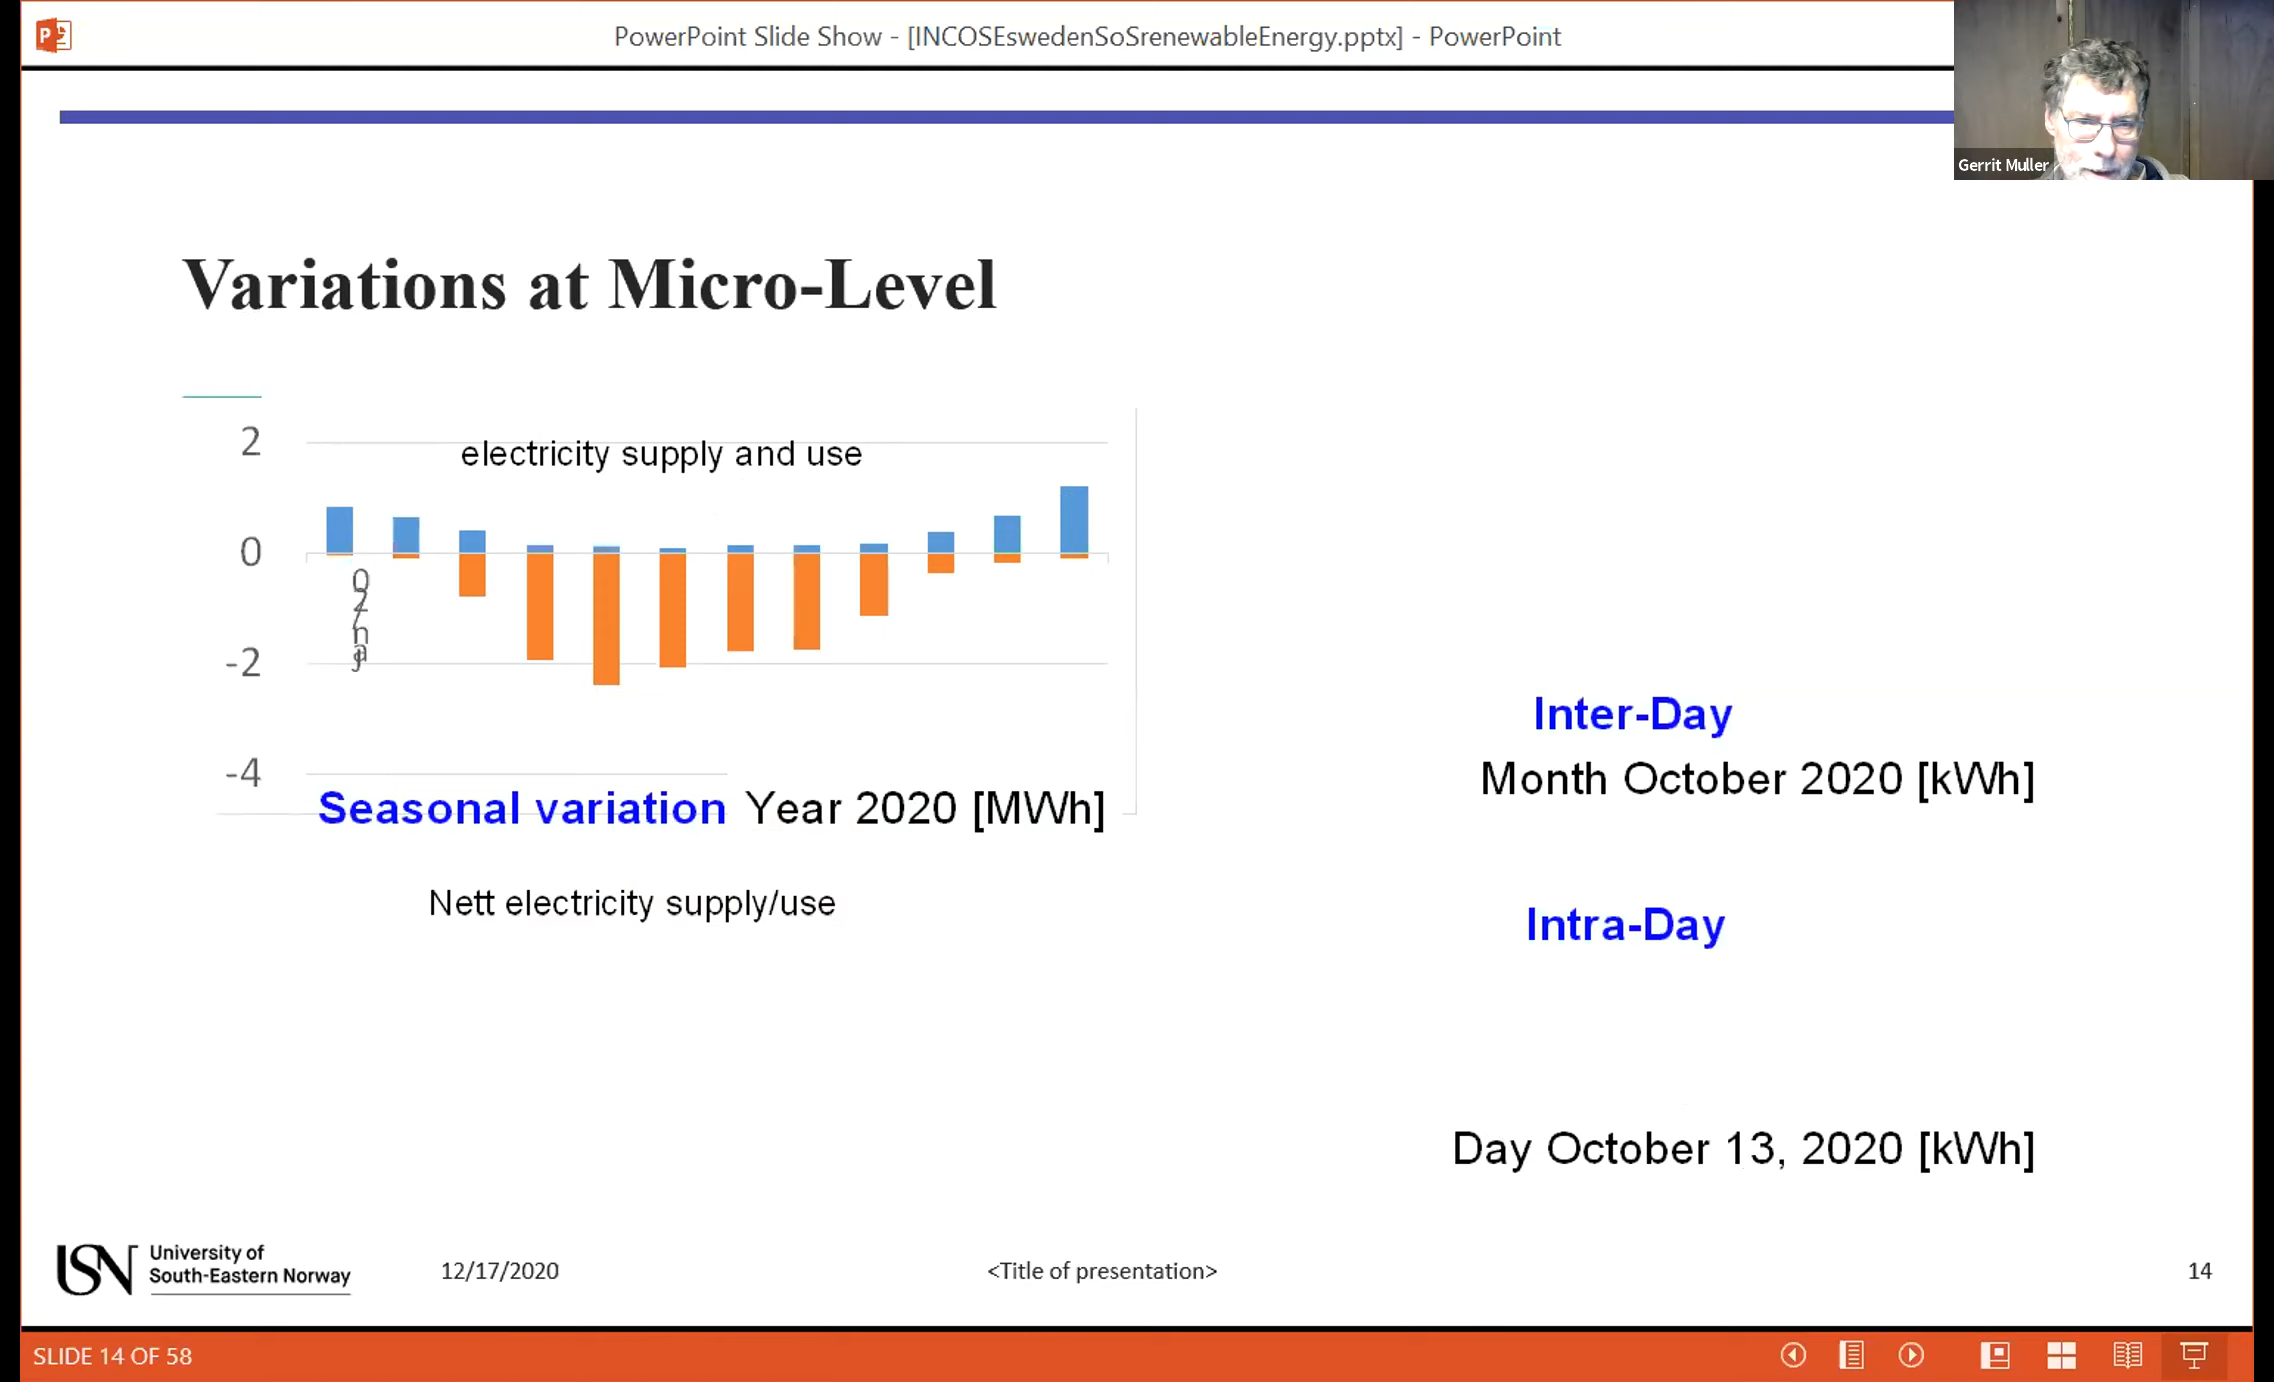 PowerPoint Slide Show - [INCOSEswedenSoSrenewableEnergy.pptx] - PowerPoint
Gerrit Muller
Variations at Micro-Level
2
electricity supply and use
0
jan/20
-2
-4
Seasonal variation Year 2020 [MWh]
Nett electricity supply/use
Inter-Day
Month October 2020 [kWh]
Intra-Day
Day October 13, 2020 [kWh]
USN University of
South-Eastern Norway
12/17/2020
<Title of presentation>
14
SLIDE 14 OF 58